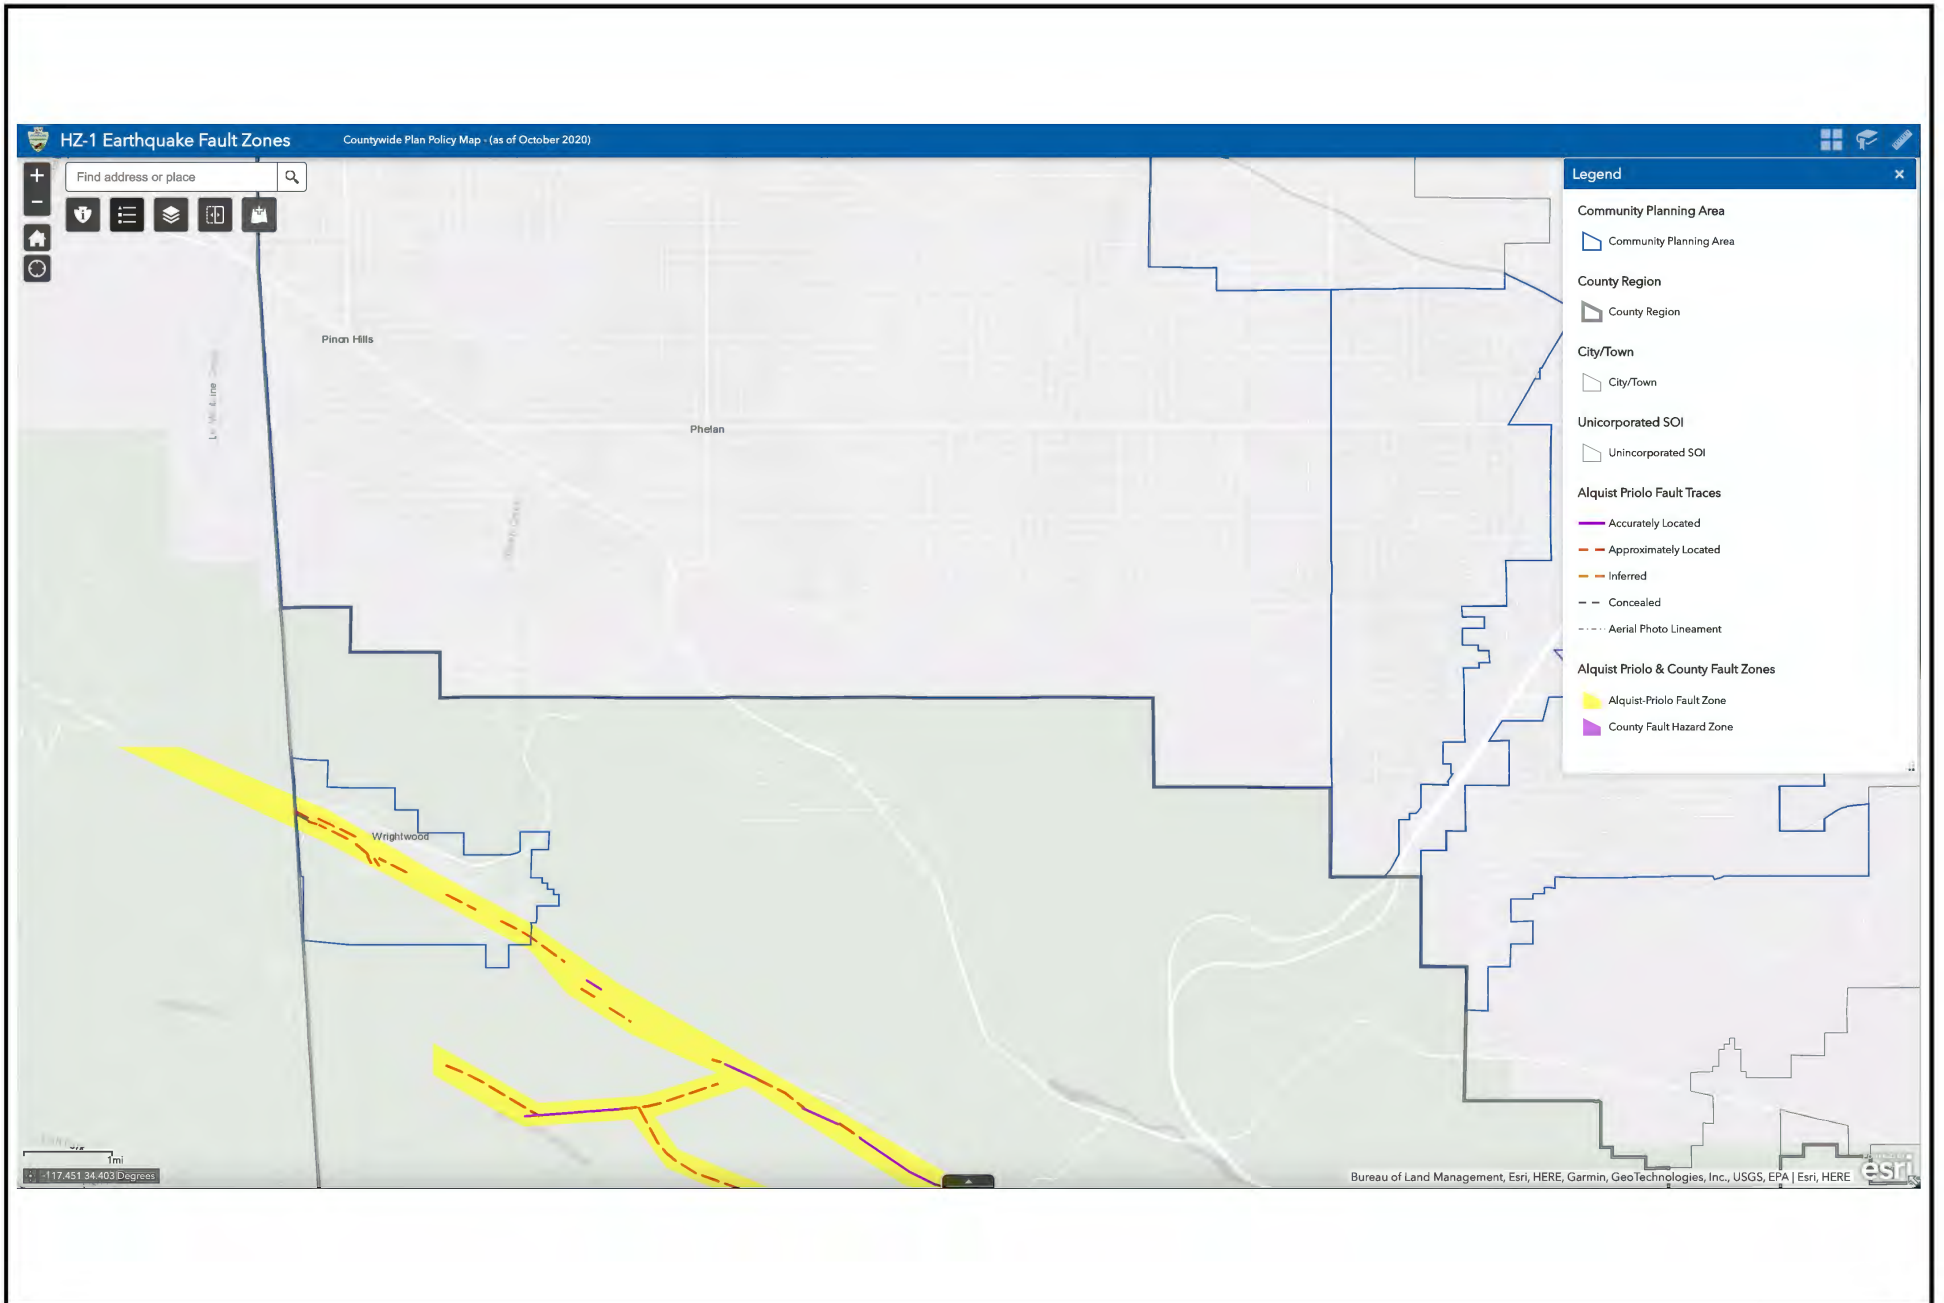 HZ-1 Earthquake Fault Zones
Countywide Plan Policy Map - (as of October 2020)
+
Find address or place
−
Legend
×
Community Planning Area
Community Planning Area
County Region
County Region
City/Town
City/Town
Unicorporated SOI
Unincorporated SOI
Alquist Priolo Fault Traces
Accurately Located
Approximately Located
Inferred
Concealed
Aerial Photo Lineament
Alquist Priolo & County Fault Zones
Alquist-Priolo Fault Zone
County Fault Hazard Zone
Pinon Hills
Phelan
Wrightwood
1mi
-117.451 34.403 Degrees
Bureau of Land Management, Esri, HERE, Garmin, GeoTechnologies, Inc., USGS, EPA | Esri, HERE
esri